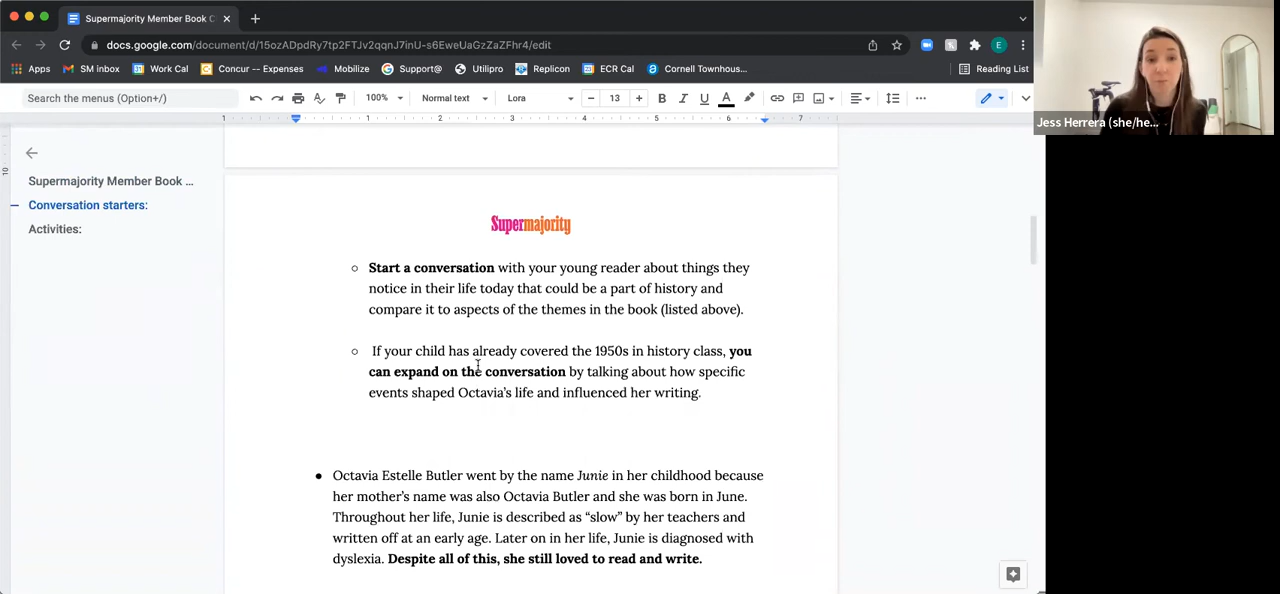 Supermajority Member Book C
docs.google.com/document/d/15ozADpdRy7tp2FTJv2qqnJ7inU-s6EweUaGzZaZFhr4/edit
E
Apps SM inbox Work Cal Concur -- Expenses Mobilize Support@ Utilipro Replicon ECR Cal Cornell Townhous... Reading List
Search the menus (Option+/) 100% Normal text Lora 13 B I U A
1 1 2 3 4 5 6 7
10
Supermajority Member Book ...
Conversation starters:
Activities:
Supermajority
Start a conversation with your young reader about things they
notice in their life today that could be a part of history and
compare it to aspects of the themes in the book (listed above).
If your child has already covered the 1950s in history class, you
can expand on the conversation by talking about how specific
events shaped Octavia's life and influenced her writing.
Octavia Estelle Butler went by the name Junie in her childhood because
her mother's name was also Octavia Butler and she was born in June.
Throughout her life, Junie is described as “slow” by her teachers and
written off at an early age. Later on in her life, Junie is diagnosed with
dyslexia. Despite all of this, she still loved to read and write.
Jess Herrera (she/he...